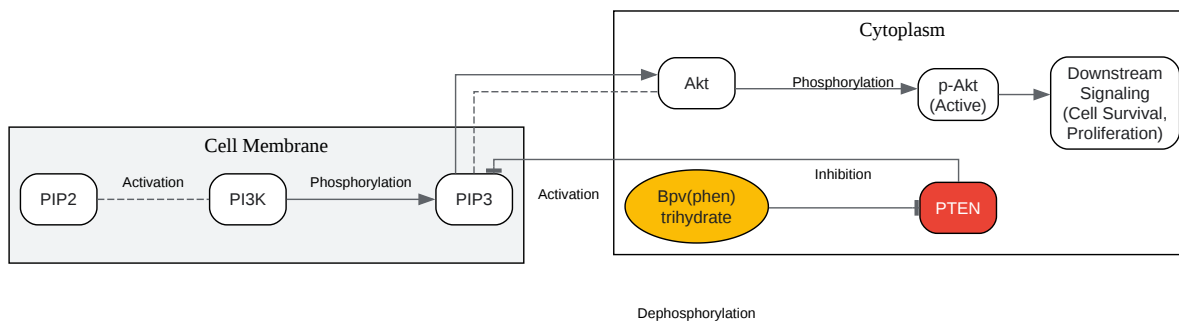 Cytoplasm
Akt
Phosphorylation
p-Akt
(Active)
Downstream
Signaling
(Cell Survival,
Proliferation)
Cell Membrane
PIP2
Activation
PI3K
Phosphorylation
PIP3
Activation
Bpv(phen)
trihydrate
Inhibition
PTEN
Dephosphorylation